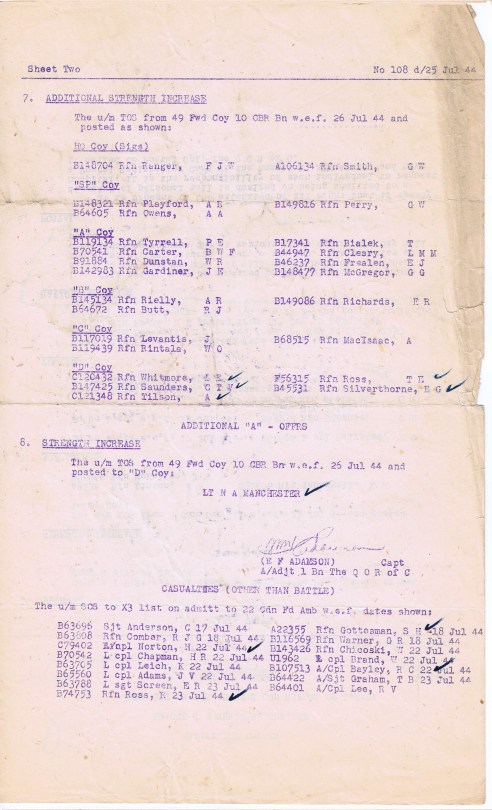 Sheet Two No 108 d/25 Jul 44
7. ADDITIONAL STRENGTH INCREASE
The u/m TOS from 49 Fwd Coy 10 CBR Bn w.e.f. 26 Jul 44 and
posted as shown:
HQ Coy (Sigs)
B148704 Rfn Ranger, F J W A106134 Rfn Smith, G W
"SP" Coy
B148321 Rfn Playford, A E B149816 Rfn Perry, G W
B64605 Rfn Owens, A A
"A" Coy
B119134 Rfn Tyrrell, P E B17341 Rfn Bialek, T
B70541 Rfn Carter, B W F B44947 Rfn Cleary, L M M
B91884 Rfn Dunstan, W R B46237 Rfn Frealen, E J
B142983 Rfn Gardiner, J E B148477 Rfn McGregor, G G
"B" Coy
B145134 Rfn Rielly, A R B149086 Rfn Richards, E R
B64672 Rfn Butt, R J
"C" Coy
B117019 Rfn Levantis, J B68515 Rfn MacIsaac, A
B119439 Rfn Rintala, W O
"D" Coy
C120432 Rfn Whitmore, L E F56315 Rfn Ross, T E
B147425 Rfn Saunders, C T W B45531 Rfn Silverthorne, E G
C121348 Rfn Tilson, A
ADDITIONAL "A" - OFFRS
8. STRENGTH INCREASE
The u/m TOS from 49 Fwd Coy 10 CBR Bn w.e.f. 25 Jul 44 and
posted to "D" Coy:
LT N A MANCHESTER
(E F ADAMSON) Capt
A/Adjt 1 Bn The Q O R of C
CASUALTIES (OTHER THAN BATTLE)
The u/m SOS to X3 list on admitt to 22 Cdn Fd Amb w.e.f. dates shown:
B63696 Sjt Anderson, C 17 Jul 44 A22355 Rfn Gottesman, S H 18 Jul 44
B63808 Rfn Comber, R J G 18 Jul 44 B116569 Rfn Warner, O R 18 Jul 44
C79402 Rfn Horton, H 22 Jul 44 B143426 Rfn Chicoski, W 22 Jul 44
B70542 L cpl Chapman, H R 22 Jul 44 U1962 L cpl Brand, W 22 Jul 44
B63705 L cpl Leich, E 22 Jul 44 B107513 A/Cpl Bayley, R C 22 Jul 44
B65560 L cpl Adams, J V 22 Jul 44 B64422 A/Sjt Graham, T B 23 Jul 44
B63788 L sgt Screen, E R 23 Jul 44 B64401 A/Cpl Lee, R V
B74753 Rfn Ross, R 23 Jul 44